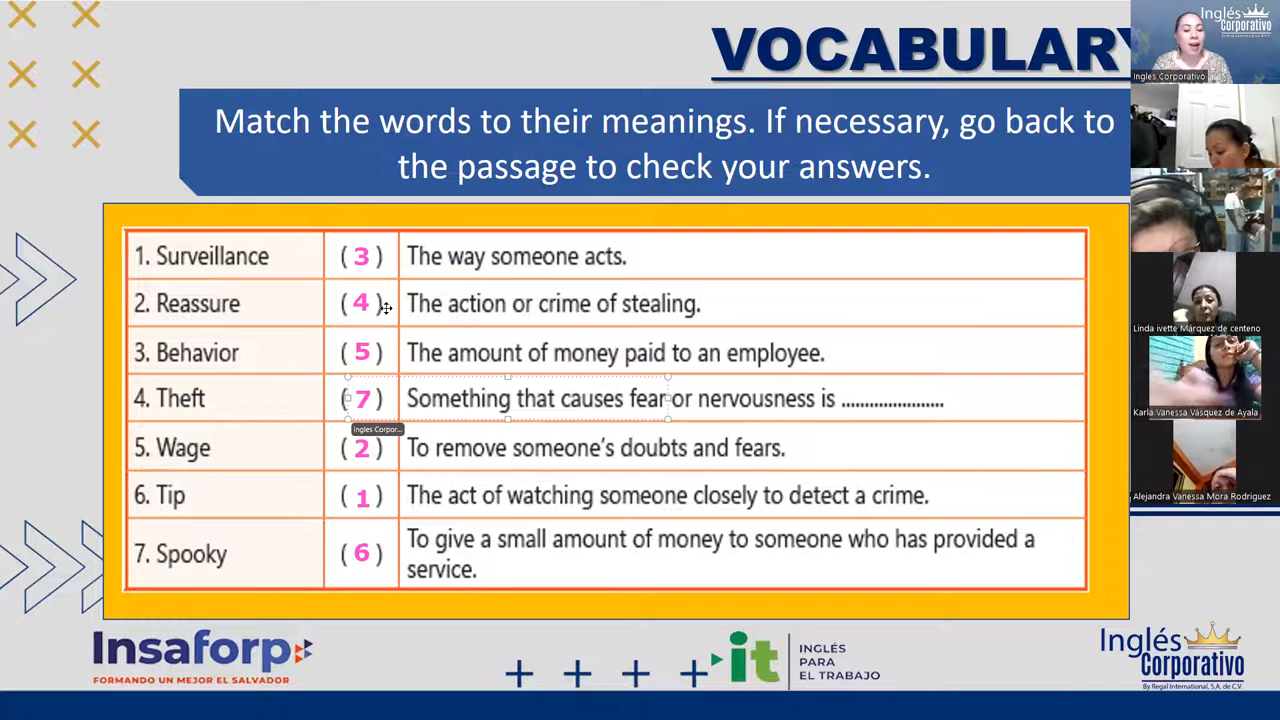 VOCABULARY
Match the words to their meanings. If necessary, go back to
the passage to check your answers.
1. Surveillance ( 3 ) The way someone acts.
2. Reassure ( 4 ) The action or crime of stealing.
3. Behavior ( 5 ) The amount of money paid to an employee.
4. Theft ( 7 ) Something that causes fear or nervousness is ......................
Ingles Corpor...
5. Wage ( 2 ) To remove someone's doubts and fears.
6. Tip ( 1 ) The act of watching someone closely to detect a crime.
7. Spooky ( 6 ) To give a small amount of money to someone who has provided a
service.
Insaforp
FORMANDO UN MEJOR EL SALVADOR
it
INGLÉS
PARA
EL TRABAJO
Inglés
Corporativo
By Regal International, S.A. de C.V.
Inglés
Corporativo
Ingles Corporativo
Linda ivette Márquez de centeno
Karla Vanessa Vásquez de Ayala
Alejandra Vanessa Mora Rodriguez